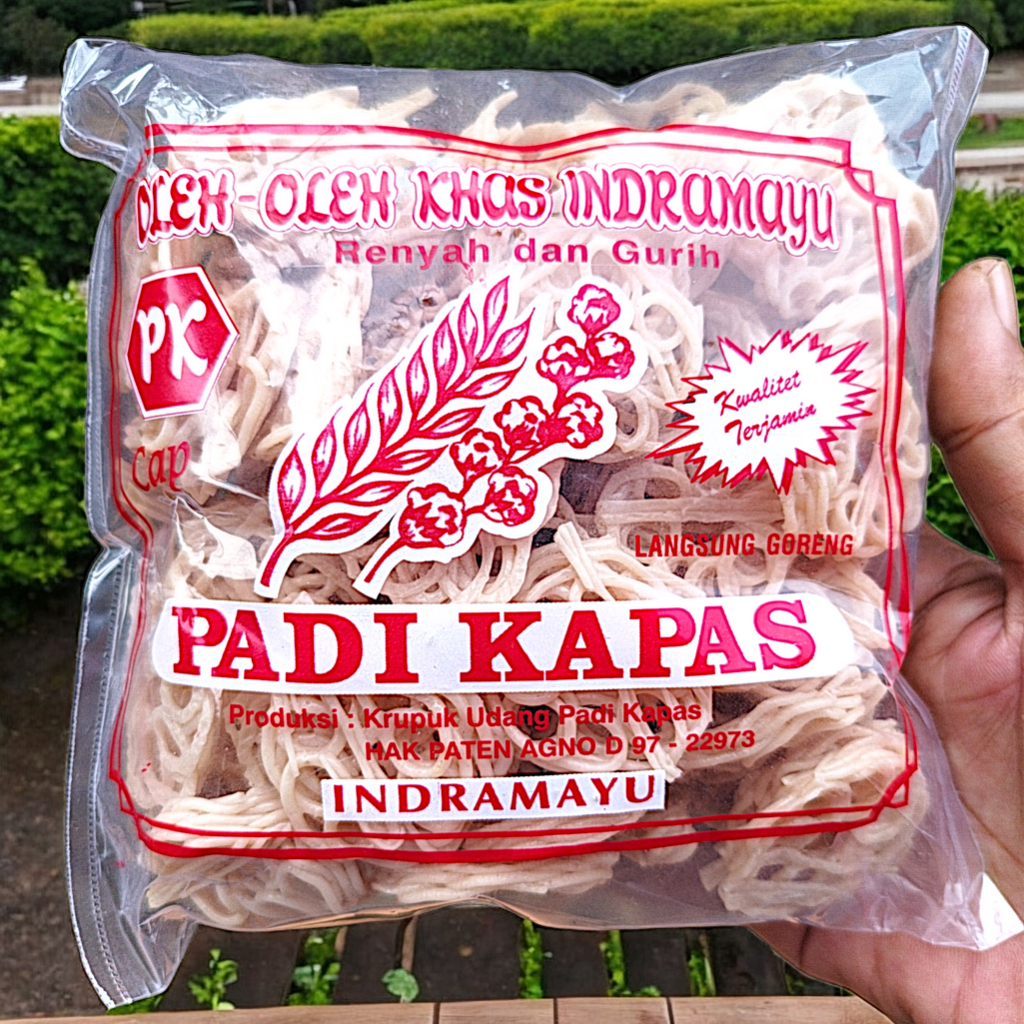 OLEH-OLEH KHAS INDRAMAYU
Renyah dan Gurih
PK
Cap
Kwalitet
Terjamin
LANGSUNG GORENG
PADI KAPAS
Produksi : Krupuk Udang Padi Kapas
HAK PATEN AGNO D 97 - 22973
INDRAMAYU